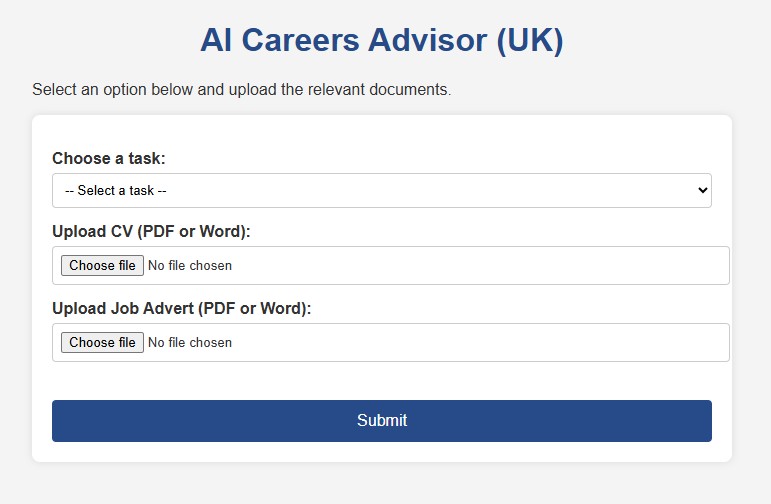 AI Careers Advisor (UK)
Select an option below and upload the relevant documents.
Choose a task:
-- Select a task --
Upload CV (PDF or Word):
Choose file No file chosen
Upload Job Advert (PDF or Word):
Choose file No file chosen
Submit